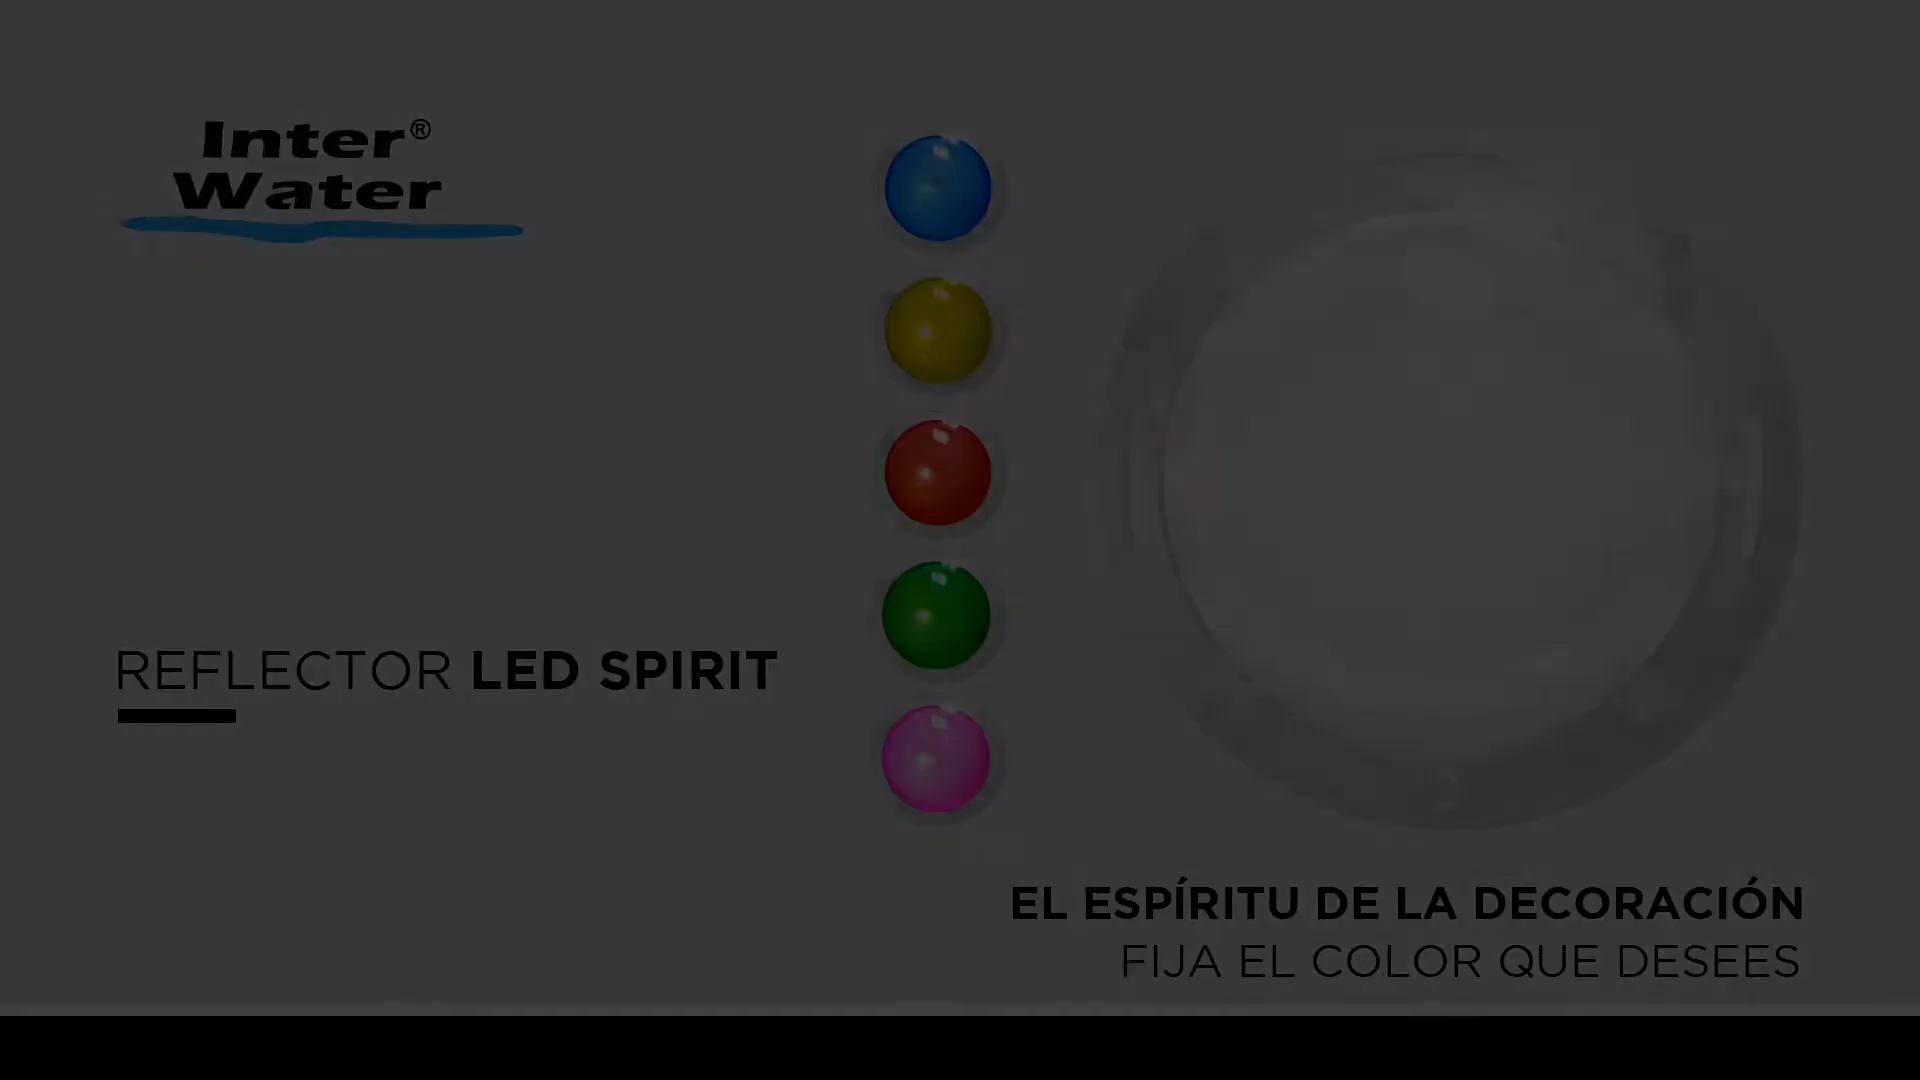 Inter®
Water
REFLECTOR LED SPIRIT
EL ESPÍRITU DE LA DECORACIÓN
FIJA EL COLOR QUE DESEES